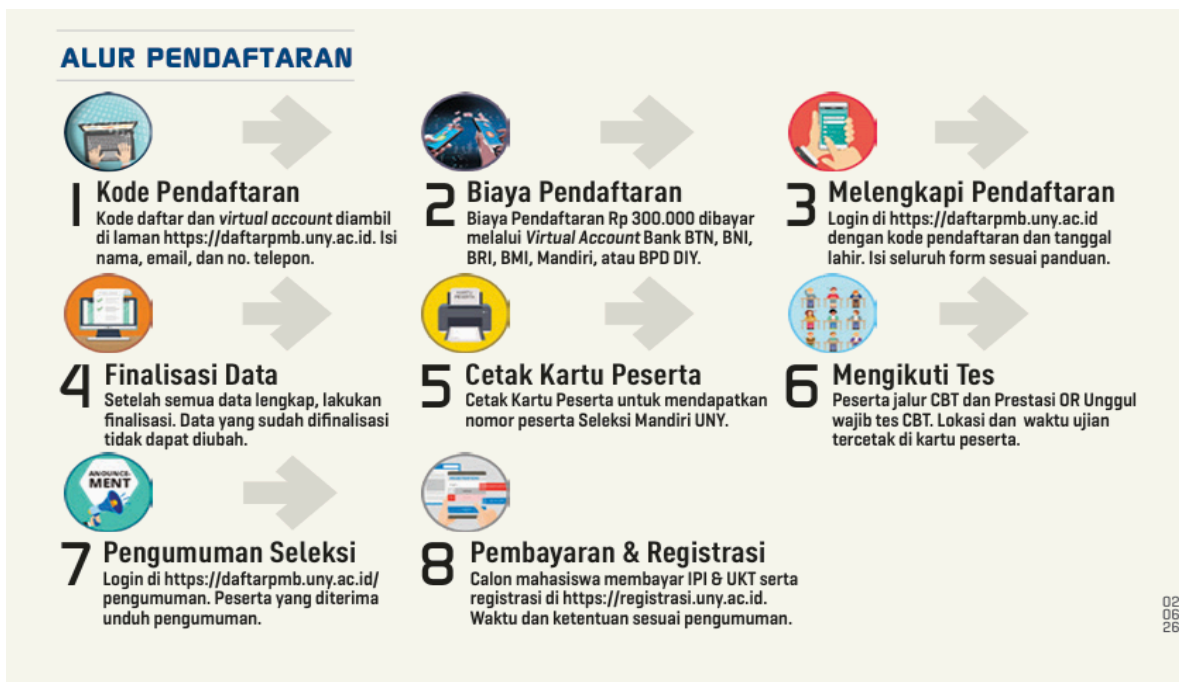 ALUR PENDAFTARAN
1 Kode Pendaftaran
Kode daftar dan virtual account diambil
di laman https://daftarpmb.uny.ac.id. Isi
nama, email, dan no. telepon.
2 Biaya Pendaftaran
Biaya Pendaftaran Rp 300.000 dibayar
melalui Virtual Account Bank BTN, BNI,
BRI, BMI, Mandiri, atau BPD DIY.
3 Melengkapi Pendaftaran
Login di https://daftarpmb.uny.ac.id
dengan kode pendaftaran dan tanggal
lahir. Isi seluruh form sesuai panduan.
4 Finalisasi Data
Setelah semua data lengkap, lakukan
finalisasi. Data yang sudah difinalisasi
tidak dapat diubah.
KARTU
PESERTA
5 Cetak Kartu Peserta
Cetak Kartu Peserta untuk mendapatkan
nomor peserta Seleksi Mandiri UNY.
6 Mengikuti Tes
Peserta jalur CBT dan Prestasi OR Unggul
wajib tes CBT. Lokasi dan waktu ujian
tercetak di kartu peserta.
ANOUNCE-
MENT
7 Pengumuman Seleksi
Login di https://daftarpmb.uny.ac.id/
pengumuman. Peserta yang diterima
unduh pengumuman.
8 Pembayaran & Registrasi
Calon mahasiswa membayar IPI & UKT serta
registrasi di https://registrasi.uny.ac.id.
Waktu dan ketentuan sesuai pengumuman.
02
06
26